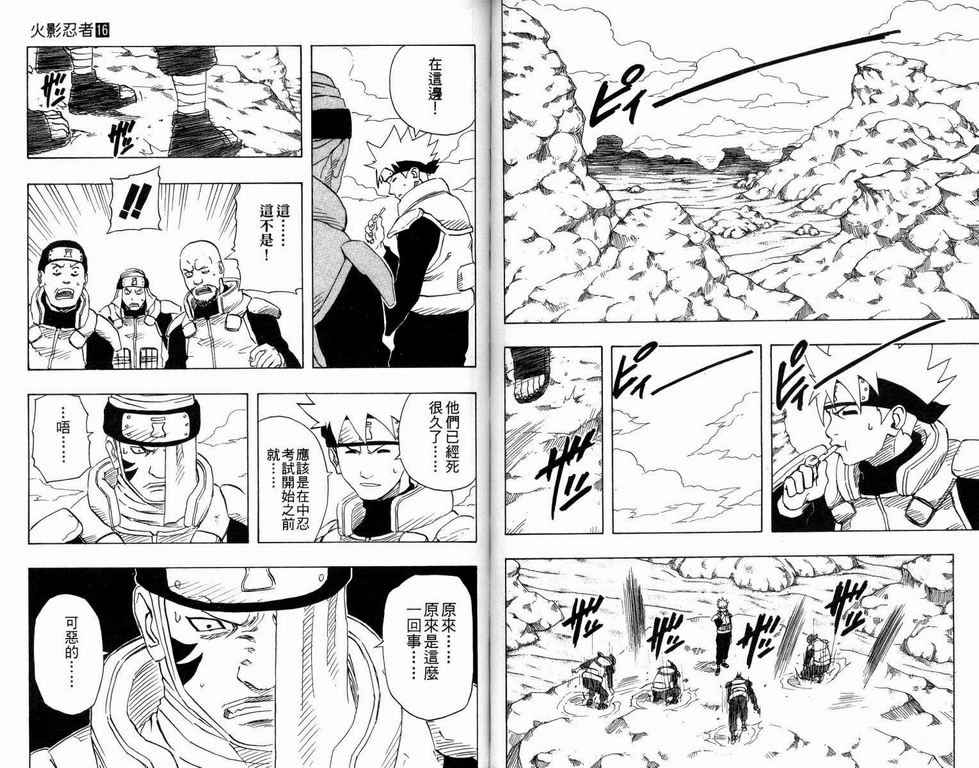 火影忍者16
ピィ
ピィ
ピィ
ザッ
ザッ
ザッ
ザッ
ザッ
在這邊！
ザッ
ザッ
這……
這不是！
!!
他們已經死
很久了……
應該是在中忍
考試開始之前
就……
…唔……
原來……
原來是這麼
一回事……
可惡的……